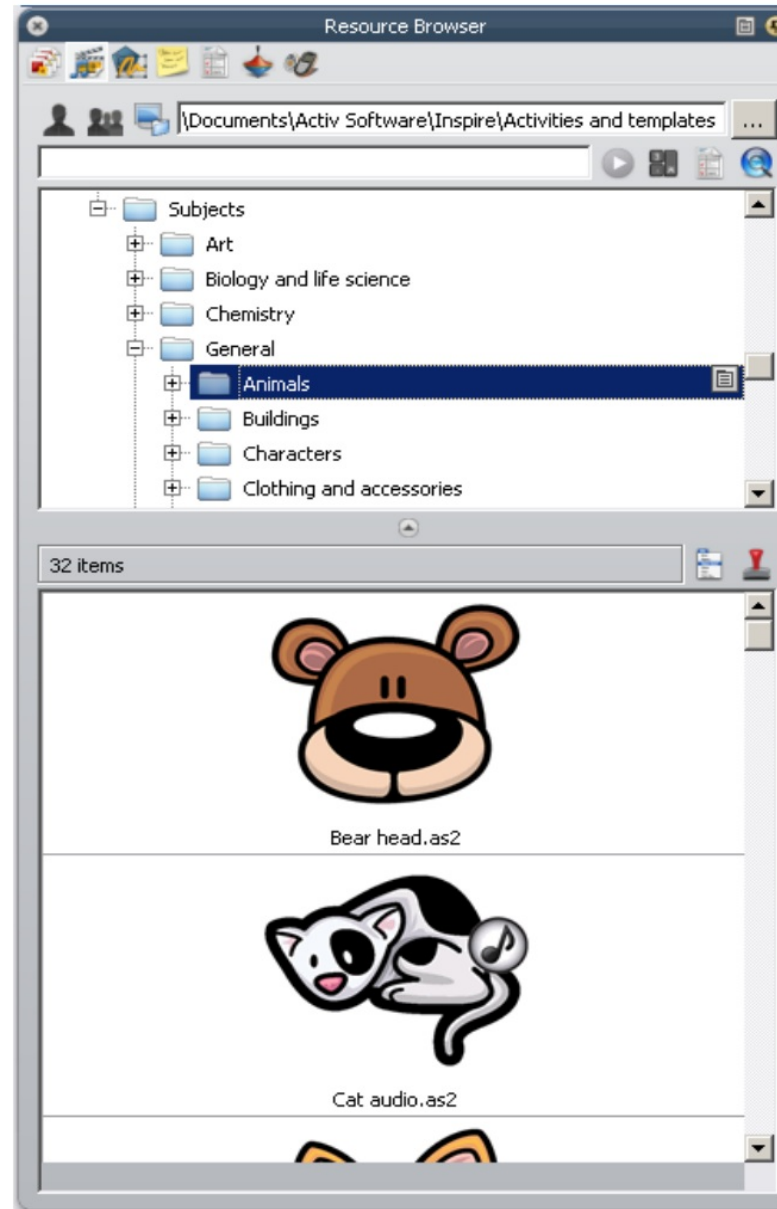 Resource Browser
\Documents\Activ Software\Inspire\Activities and templates
...
Subjects
Art
Biology and life science
Chemistry
General
Animals
Buildings
Characters
Clothing and accessories
32 items
Bear head.as2
Cat audio.as2